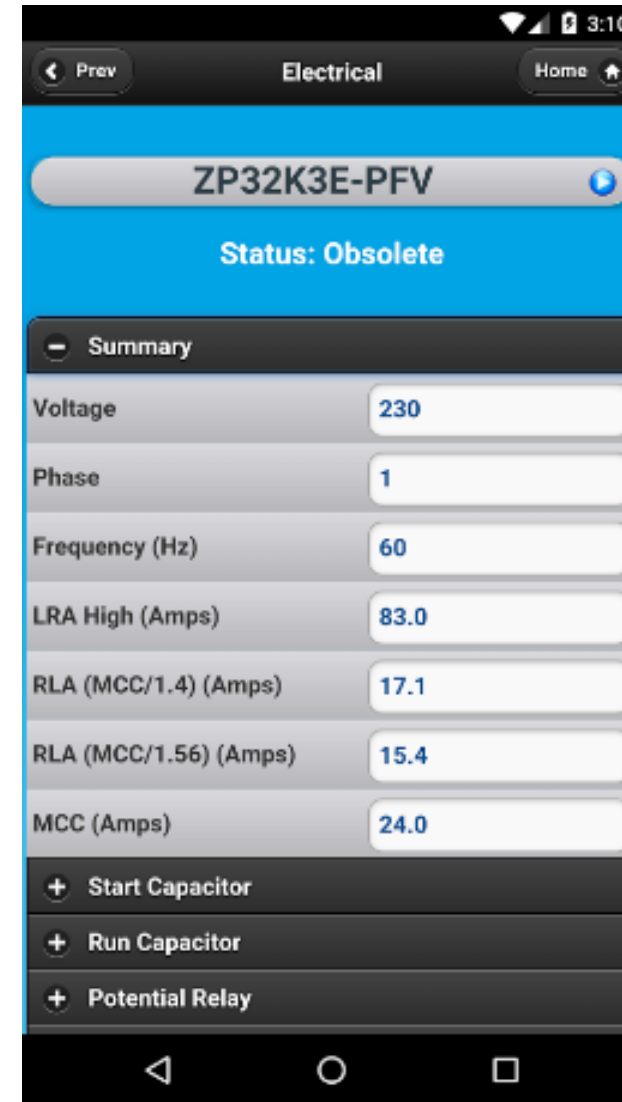 3:10
Prev Electrical Home
ZP32K3E-PFV
Status: Obsolete
Summary
Voltage 230
Phase 1
Frequency (Hz) 60
LRA High (Amps) 83.0
RLA (MCC/1.4) (Amps) 17.1
RLA (MCC/1.56) (Amps) 15.4
MCC (Amps) 24.0
Start Capacitor
Run Capacitor
Potential Relay